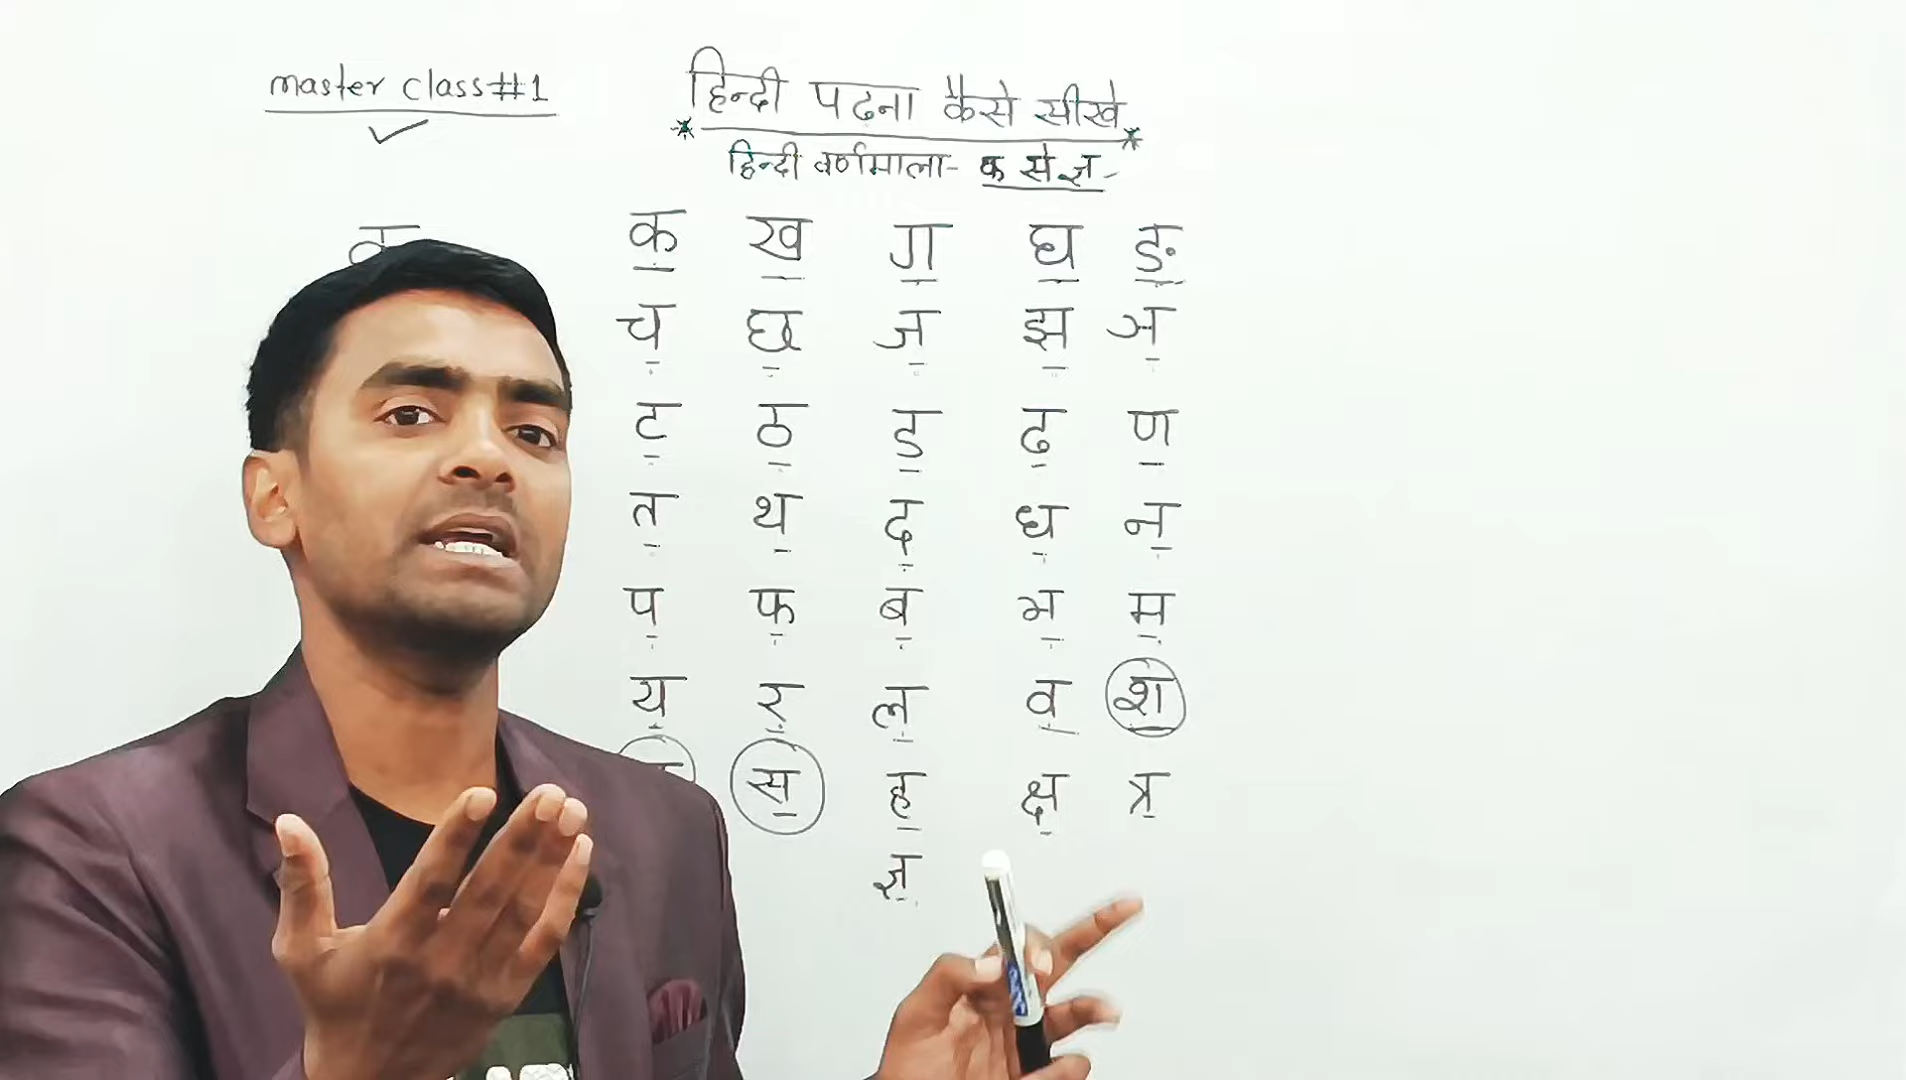 master class #1
हिन्दी पढना कैसे सीखे
हिन्दी वर्णमाला - क से ज्ञ -
क ख ग घ ङ
च छ ज झ ञ
ट ठ ड ढ ण
त थ द ध न
प फ ब भ म
य र ल व श
स ह क्ष त्र
ज्ञ